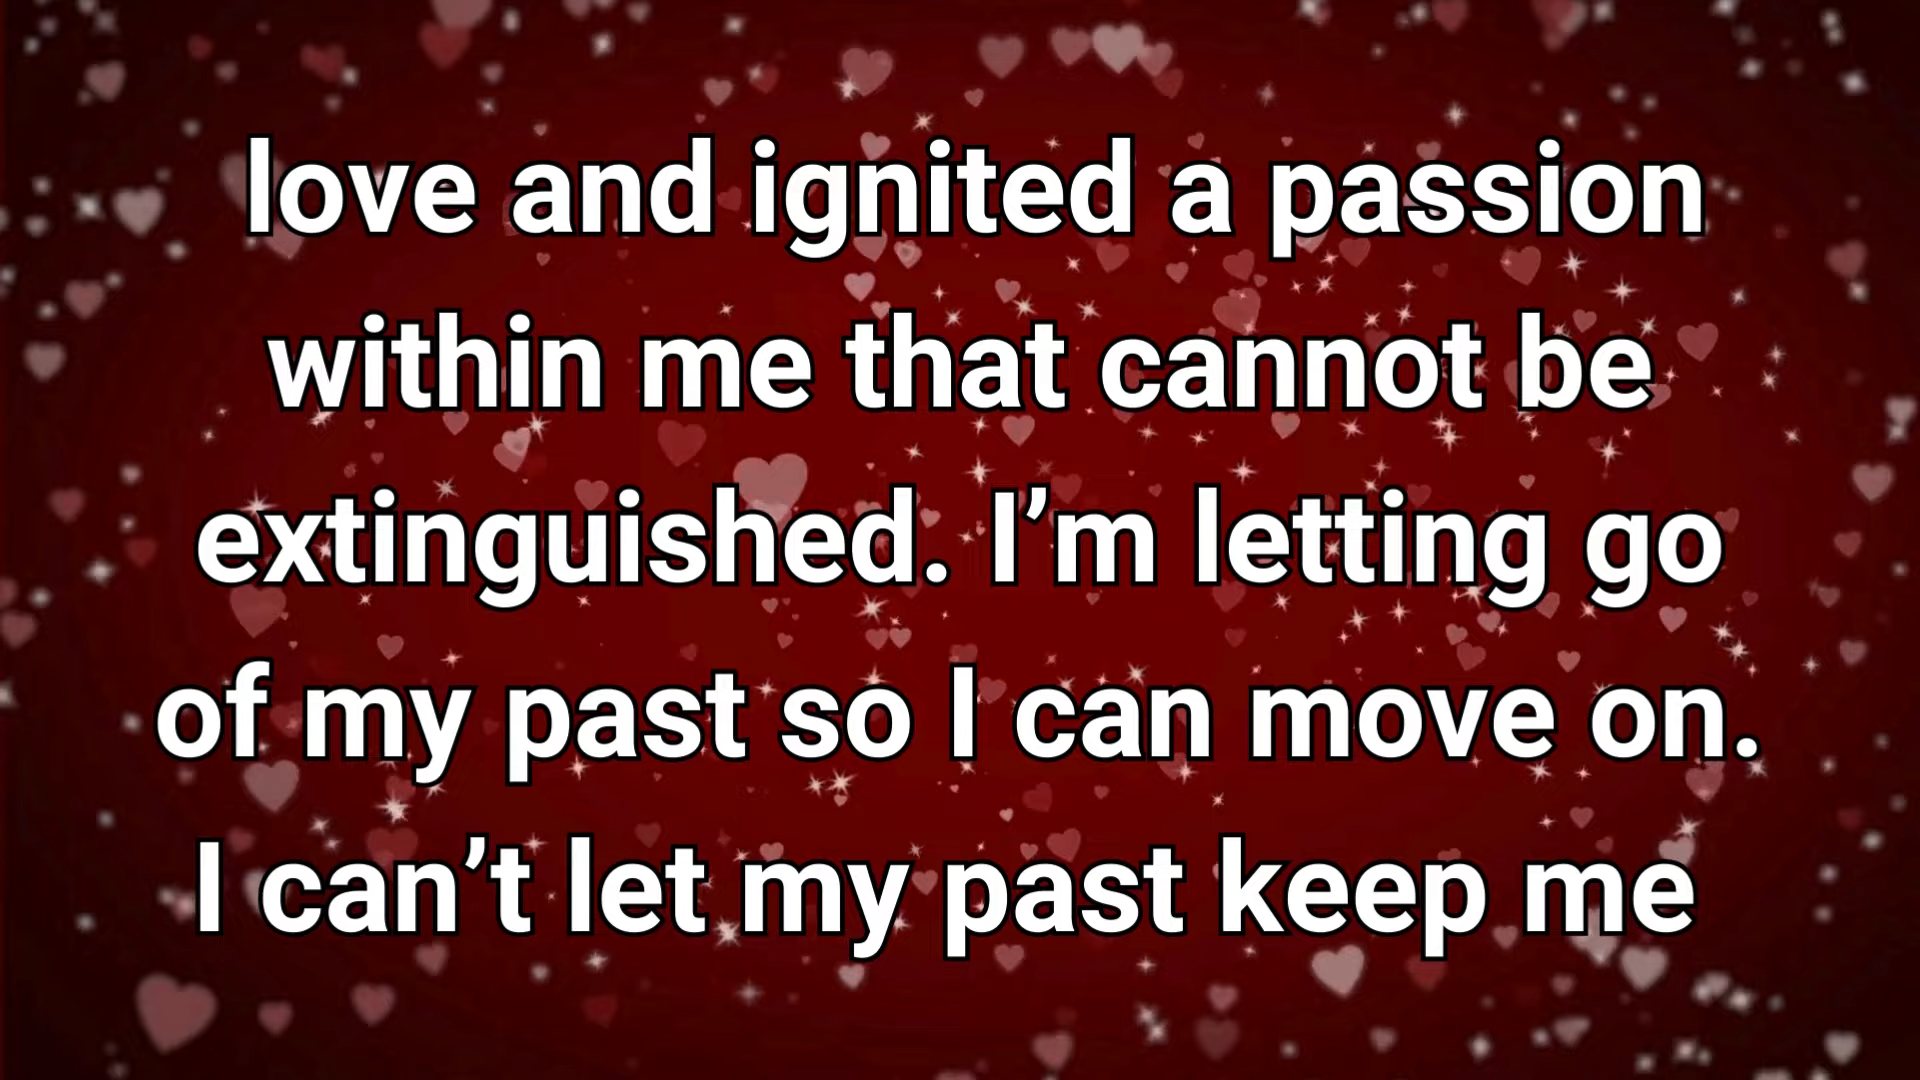 love and ignited a passion
within me that cannot be
extinguished. I’m letting go
of my past so I can move on.
I can’t let my past keep me